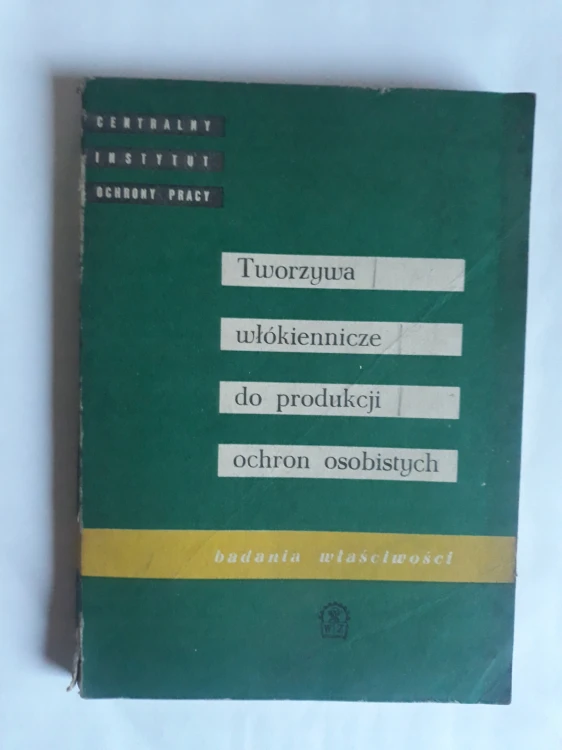 CENTRALNY
INSTYTUT
OCHRONY PRACY
Tworzywa
włókiennicze
do produkcji
ochron osobistych
badania właściwości